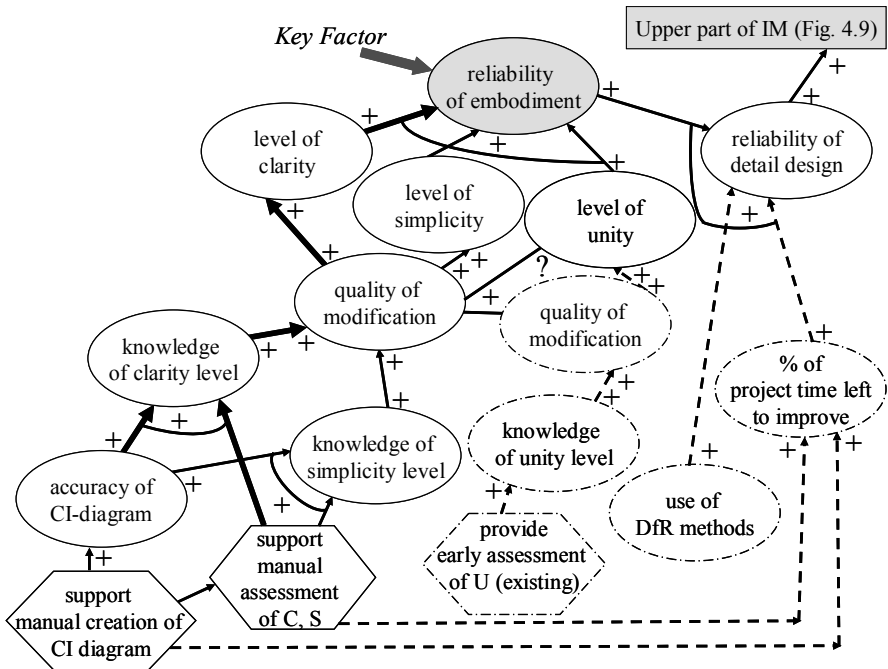 Upper part of IM (Fig. 4.9)
Key Factor
+
reliability
of embodiment
+
+
+
level of
clarity
+
+
+
reliability of
detail design
level of
simplicity
level of
unity
+
+
+
+
+
?
+
+
quality of
modification
+
quality of
modification
knowledge
of clarity level
+
+
+
% of
project time left
to improve
+
+
+
+
+
knowledge of
simplicity level
knowledge
of unity level
+
+
+
+
accuracy of
CI-diagram
+
+
+
use of
DfR methods
+
support
manual
assessment
of C, S
provide
early assessment
of U (existing)
support
manual creation of
CI diagram